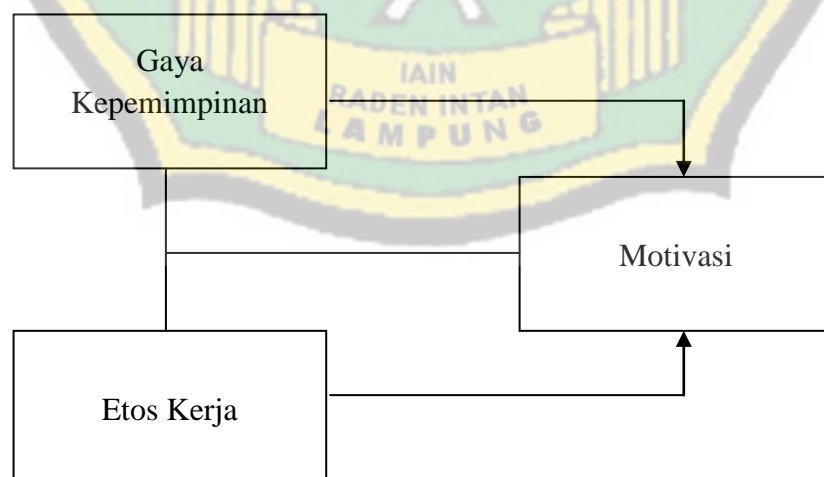 Gaya
Kepemimpinan
IAIN
RADEN INTAN
LAMPUNG
Motivasi
Etos Kerja